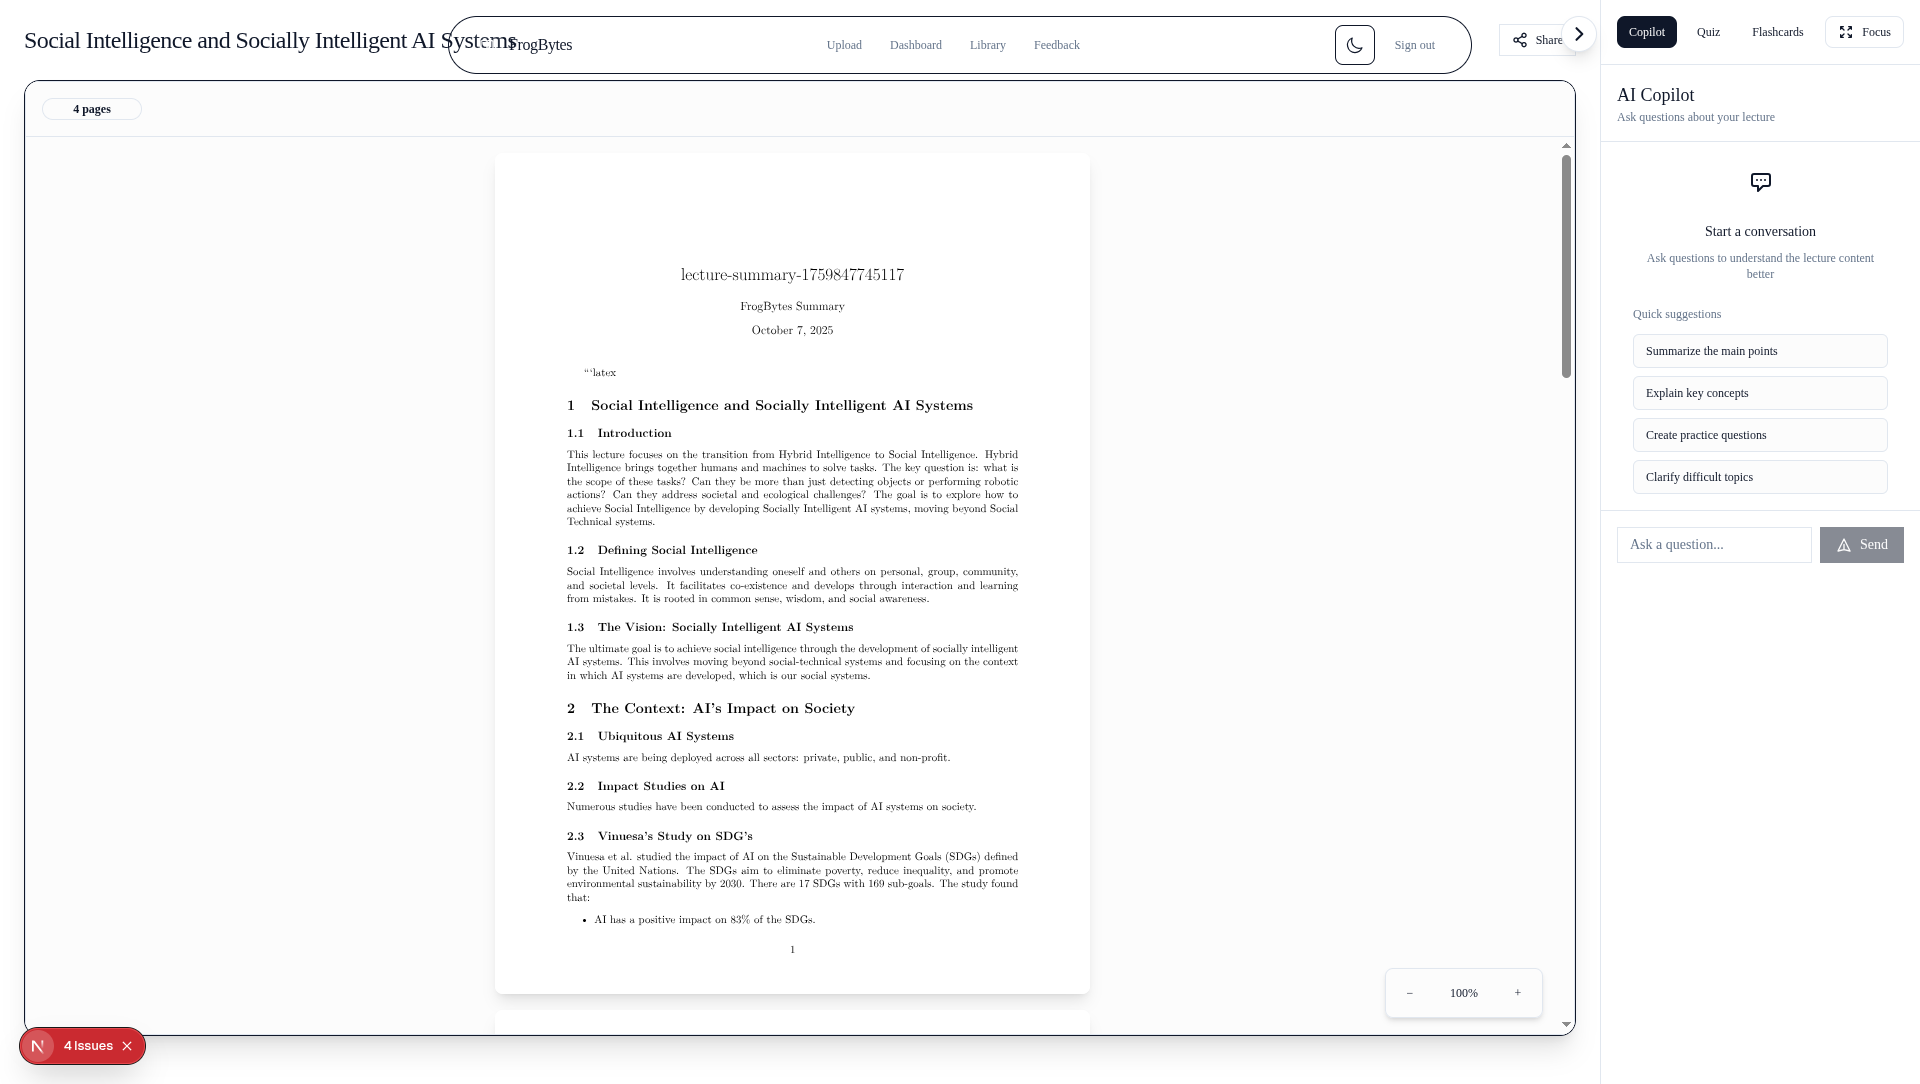 Social Intelligence and Socially Intelligent AI Systems
FrogBytes
Upload
Dashboard
Library
Feedback
Sign out
Share
4 pages
lecture-summary-1759847745117
FrogBytes Summary
October 7, 2025
“‘latex
1 Social Intelligence and Socially Intelligent AI Systems
1.1 Introduction
This lecture focuses on the transition from Hybrid Intelligence to Social Intelligence. Hybrid
Intelligence brings together humans and machines to solve tasks. The key question is: what is
the scope of these tasks? Can they be more than just detecting objects or performing robotic
actions? Can they address societal and ecological challenges? The goal is to explore how to
achieve Social Intelligence by developing Socially Intelligent AI systems, moving beyond Social
Technical systems.
1.2 Defining Social Intelligence
Social Intelligence involves understanding oneself and others on personal, group, community,
and societal levels. It facilitates co-existence and develops through interaction and learning
from mistakes. It is rooted in common sense, wisdom, and social awareness.
1.3 The Vision: Socially Intelligent AI Systems
The ultimate goal is to achieve social intelligence through the development of socially intelligent
AI systems. This involves moving beyond social-technical systems and focusing on the context
in which AI systems are developed, which is our social systems.
2 The Context: AI's Impact on Society
2.1 Ubiquitous AI Systems
AI systems are being deployed across all sectors: private, public, and non-profit.
2.2 Impact Studies on AI
Numerous studies have been conducted to assess the impact of AI systems on society.
2.3 Vinuesa's Study on SDG's
Vinuesa et al. studied the impact of AI on the Sustainable Development Goals (SDGs) defined
by the United Nations. The SDGs aim to eliminate poverty, reduce inequality, and promote
environmental sustainability by 2030. There are 17 SDGs with 169 sub-goals. The study found
that:
• AI has a positive impact on 83% of the SDGs.
1
− 100% +
N 4 Issues
Copilot
Quiz
Flashcards
Focus
AI Copilot
Ask questions about your lecture
Start a conversation
Ask questions to understand the lecture content
better
Quick suggestions
Summarize the main points
Explain key concepts
Create practice questions
Clarify difficult topics
Ask a question...
Send